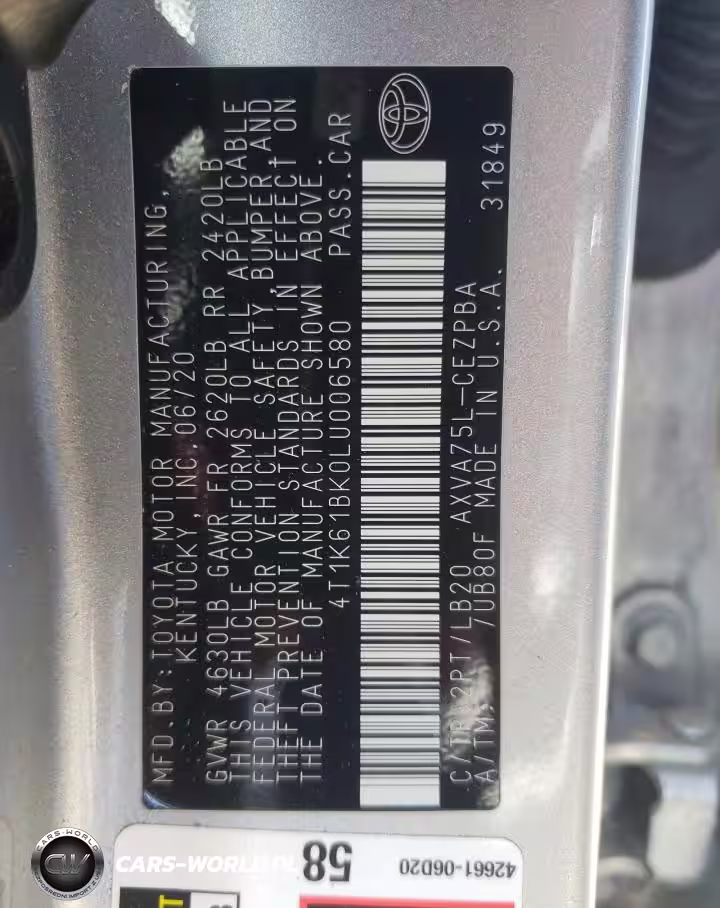 MFD.BY:TOYOTA MOTOR MANUFACTURING,
KENTUCKY, INC. 06/20
GVWR 4630LB GAWR FR 2620LB RR 2420LB
THIS VEHICLE CONFORMS TO ALL APPLICABLE
FEDERAL MOTOR VEHICLE SAFETY, BUMPER, AND
THEFT PREVENTION STANDARDS IN EFFECT ON
THE DATE OF MANUFACTURE SHOWN ABOVE.
4T1K61BK0LU006580 PASS.CAR
C/TR: 2PT/LB20 AXVA75L-CEZPBA
A/TM: /UB80F MADE IN U.S.A. 31849
58
42661-06D20
CARS-WORLD
CW
CARS-WORLD